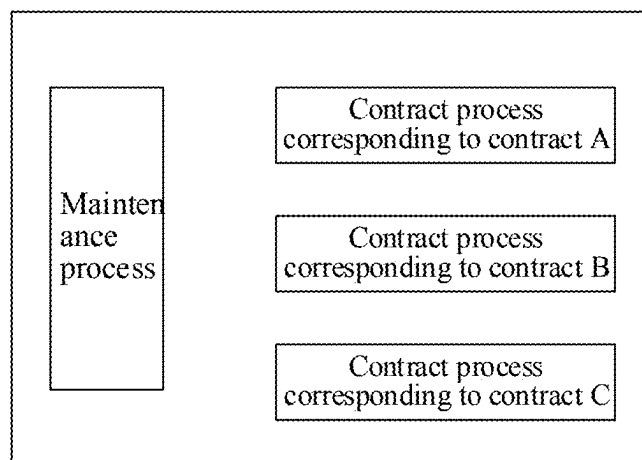 Mainten
ance
process
Contract process
corresponding to contract A
Contract process
corresponding to contract B
Contract process
corresponding to contract C